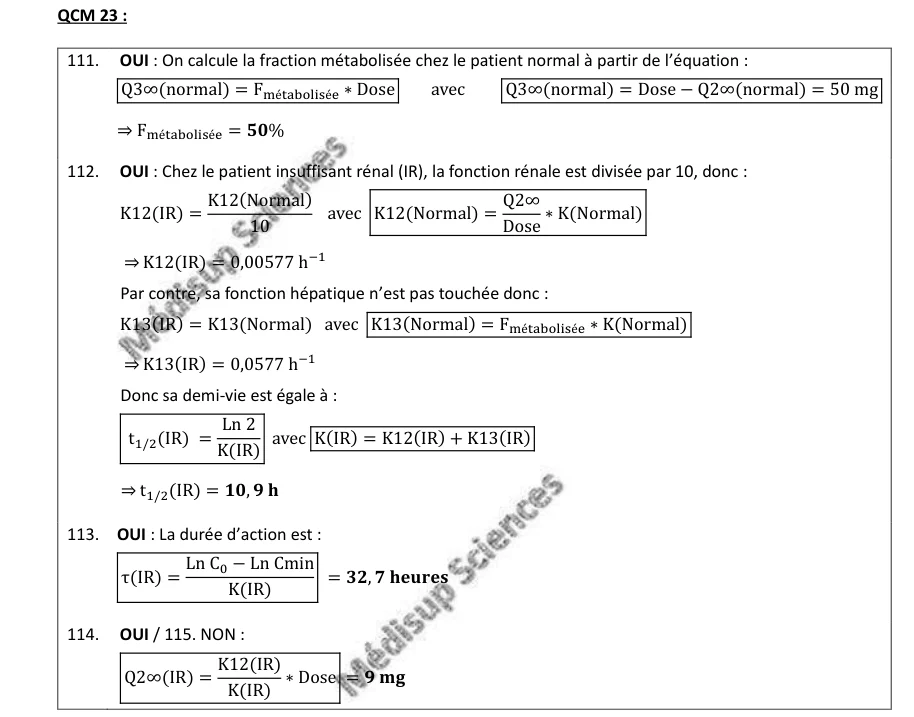 QCM 23 :
111. OUI : On calcule la fraction métabolisée chez le patient normal à partir de l'équation :
Q3∞(normal) = Fmétabolisée ∗ Dose avec Q3∞(normal) = Dose − Q2∞(normal) = 50 mg
⇒ Fmétabolisée = 50%
112. OUI : Chez le patient insuffisant rénal (IR), la fonction rénale est divisée par 10, donc :
K12(IR) = K12(Normal) / 10 avec K12(Normal) = Q2∞ / Dose ∗ K(Normal)
⇒ K12(IR) = 0,00577 h⁻¹
Par contre, sa fonction hépatique n'est pas touchée donc :
K13(IR) = K13(Normal) avec K13(Normal) = Fmétabolisée ∗ K(Normal)
⇒ K13(IR) = 0,0577 h⁻¹
Donc sa demi-vie est égale à :
t1/2(IR) = Ln 2 / K(IR) avec K(IR) = K12(IR) + K13(IR)
⇒ t1/2(IR) = 10, 9 h
113. OUI : La durée d'action est :
τ(IR) = Ln C₀ − Ln Cmin / K(IR) = 32, 7 heures
114. OUI / 115. NON :
Q2∞(IR) = K12(IR) / K(IR) ∗ Dose = 9 mg
Médisup Sciences
Médisup Sciences